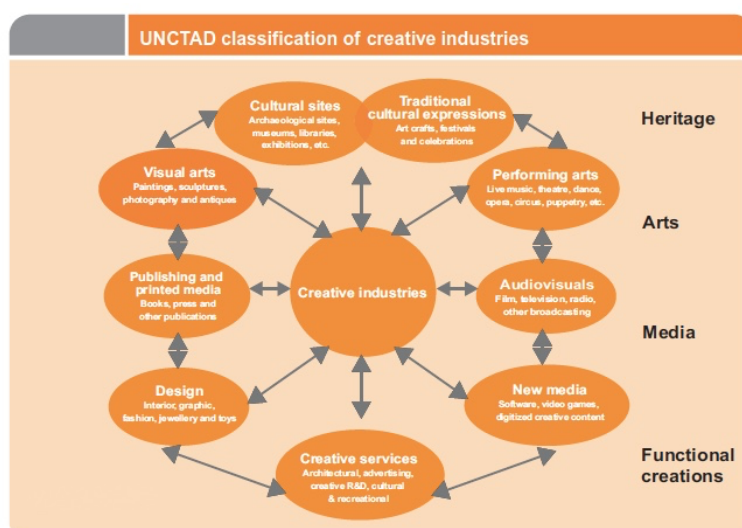 UNCTAD classification of creative industries
Cultural sites
Archaeological sites,
museums, libraries,
exhibitions, etc.
Traditional
cultural expressions
Art crafts, festivals
and celebrations
Heritage
Visual arts
Paintings, sculptures,
photography and antiques
Performing arts
Live music, theatre, dance,
opera, circus, puppetry, etc.
Arts
Publishing and
printed media
Books, press and
other publications
Creative industries
Audiovisuals
Film, television, radio,
other broadcasting
Media
Design
Interior, graphic,
fashion, jewellery and toys
New media
Software, video games,
digitized creative content
Creative services
Architectural, advertising,
creative R&D, cultural
& recreational
Functional
creations